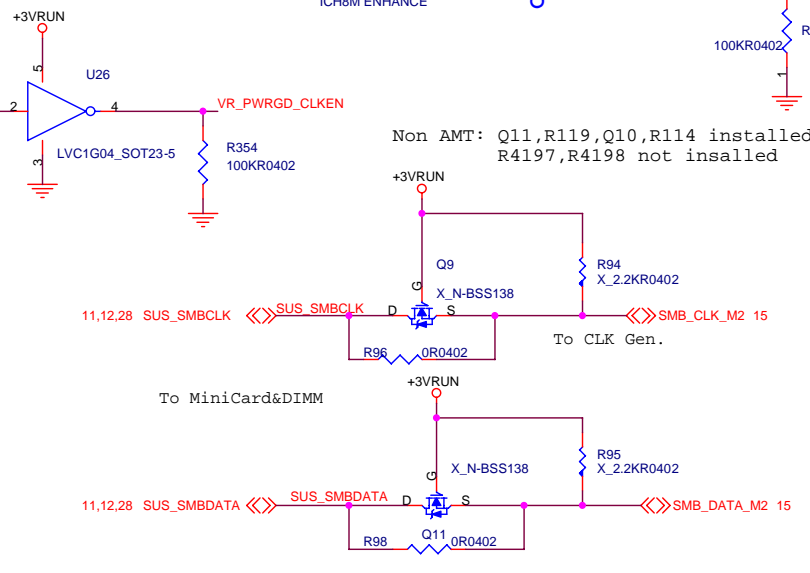 ICH8M ENHANCE
+3VRUN
5
U26
2
4
VR_PWRGD_CLKEN
3
LVC1G04_SOT23-5
R354
100KR0402
R
100KR0402
1
Non AMT: Q11,R119,Q10,R114 installed
R4197,R4198 not insalled
+3VRUN
Q9
X_N-BSS138
G
D
S
R94
X_2.2KR0402
11,12,28 SUS_SMBCLK
SUS_SMBCLK
SMB_CLK_M2 15
R96
0R0402
To CLK Gen.
To MiniCard&DIMM
+3VRUN
G
X_N-BSS138
R95
X_2.2KR0402
11,12,28 SUS_SMBDATA
SUS_SMBDATA
D
S
SMB_DATA_M2 15
R98
Q11
0R0402